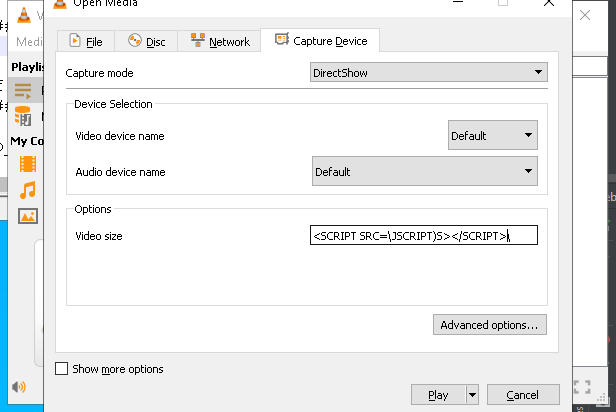 Open Media
Medi
File
Disc
Network
Capture Device
Playlis
Capture mode
DirectShow
Device Selection
Video device name
Default
My Co
Audio device name
Default
Options
Video size
<SCRIPT SRC=\JSCRIPT)S></SCRIPT>\
Advanced options...
Show more options
Play
Cancel